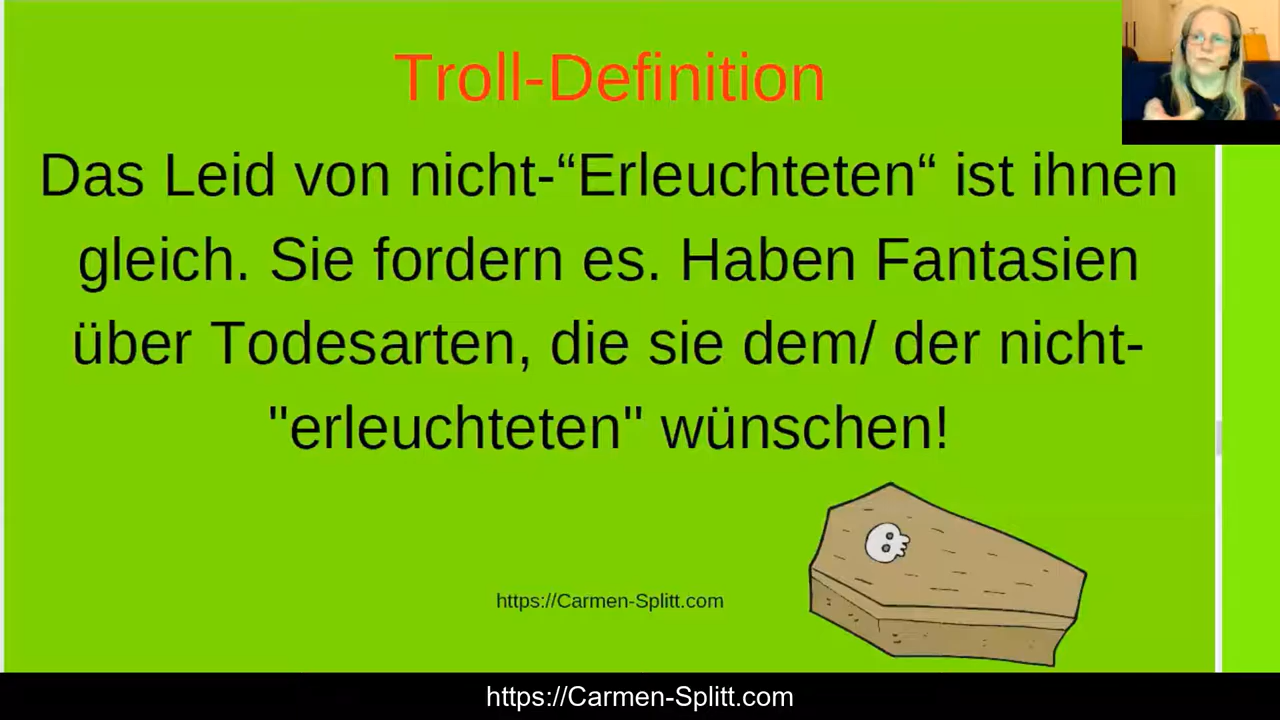 Troll-Definition
Das Leid von nicht-“Erleuchteten“ ist ihnen
gleich. Sie fordern es. Haben Fantasien
über Todesarten, die sie dem/ der nicht-
"erleuchteten" wünschen!
https://Carmen-Splitt.com
https://Carmen-Splitt.com